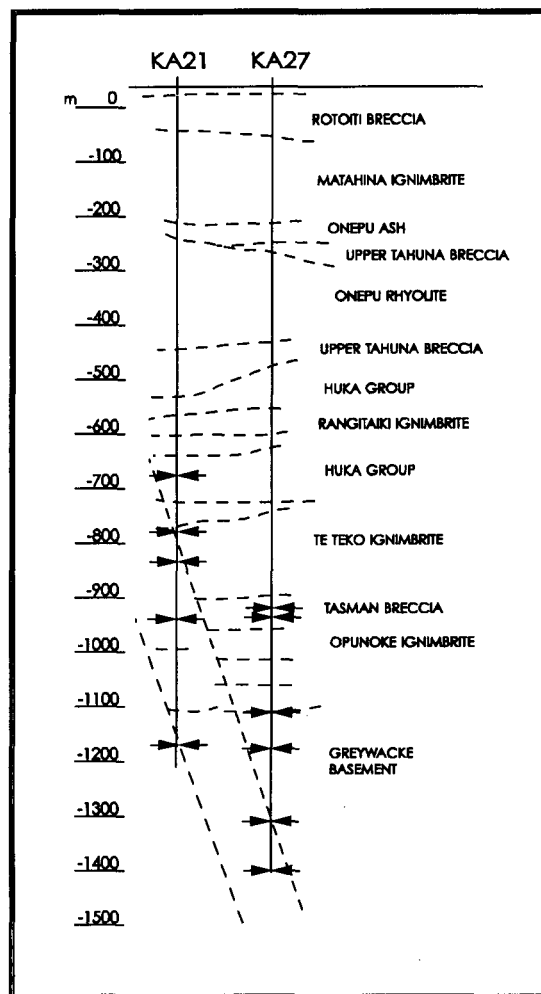 KA21 KA27
m 0
ROTOITI BRECCIA
-100
MATAHINA IGNIMBRITE
-200
ONEPU ASH
UPPER TAHUNA BRECCIA
-300
ONEPU RHYOLITE
-400
UPPER TAHUNA BRECCIA
-500
HUKA GROUP
RANGITAIKI IGNIMBRITE
-600
HUKA GROUP
-700
TE TEKO IGNIMBRITE
-800
-900
TASMAN BRECCIA
OPUNOKE IGNIMBRITE
-1000
-1100
GREYWACKE
BASEMENT
-1200
-1300
-1400
-1500